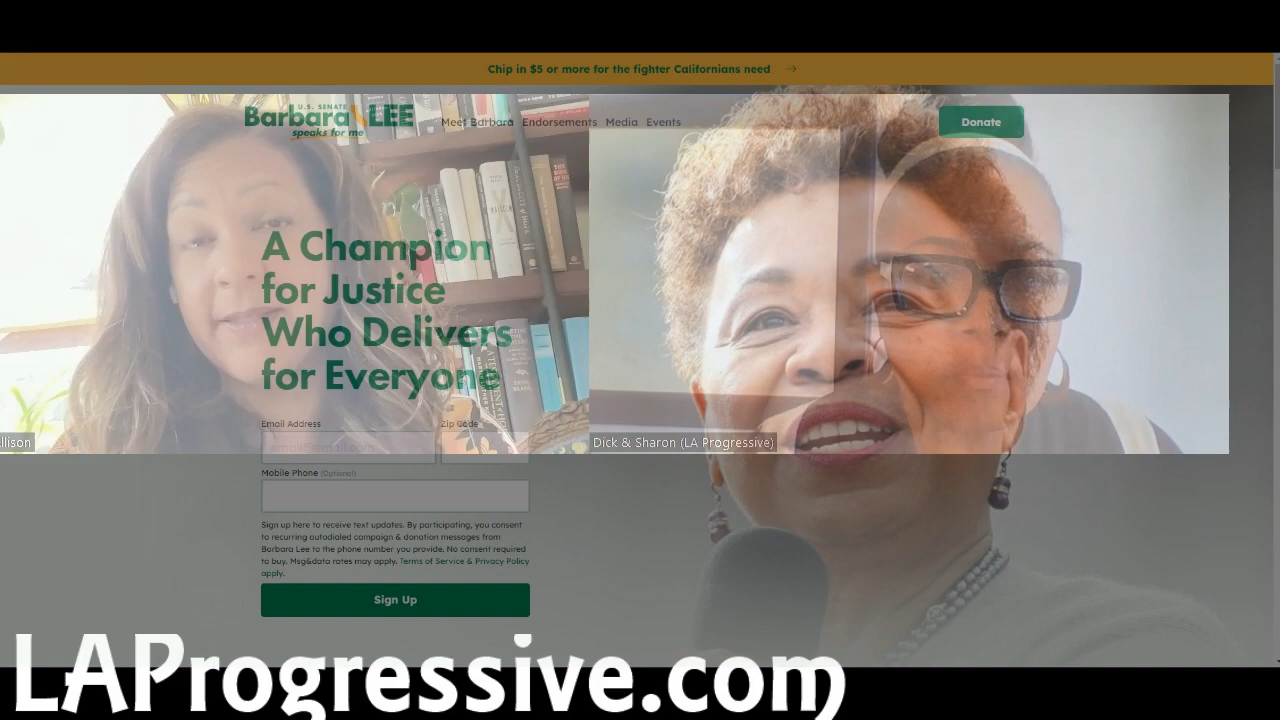 Chip in $5 or more for the fighter Californians need →
U.S. SENATE
Barbara LEE
speaks for me
Meet Barbara Endorsements Media Events
Donate
A Champion
for Justice
Who Delivers
for Everyone
Email Address Zip Code
llison
Dick & Sharon (LA Progressive)
Mobile Phone (Optional)
Sign up here to receive text updates. By participating, you consent
to recurring autodialed campaign & donation messages from
Barbara Lee to the phone number you provide. No consent required
to buy. Msg&data rates may apply. Terms of Service & Privacy Policy
apply.
Sign Up
LAProgressive.com